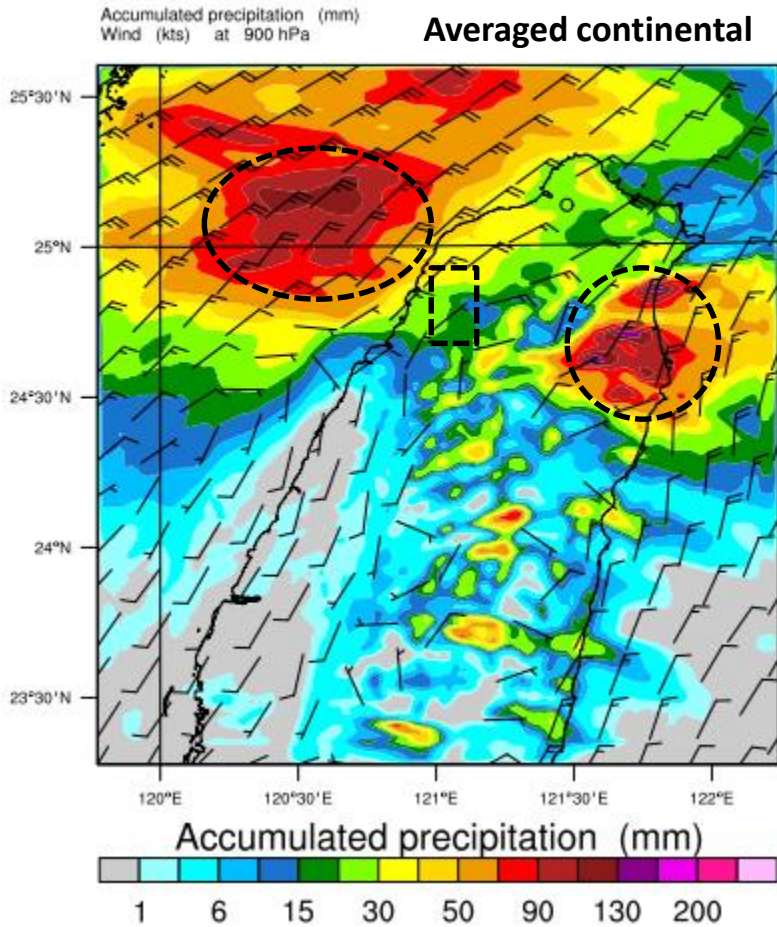 Accumulated precipitation (mm)
Wind (kts) at 900 hPa
Averaged continental
25°30'N
25°N
24°30'N
24°N
23°30'N
120°E
120°30'E
121°E
121°30'E
122°E
Accumulated precipitation (mm)
1 6 15 30 50 90 130 200